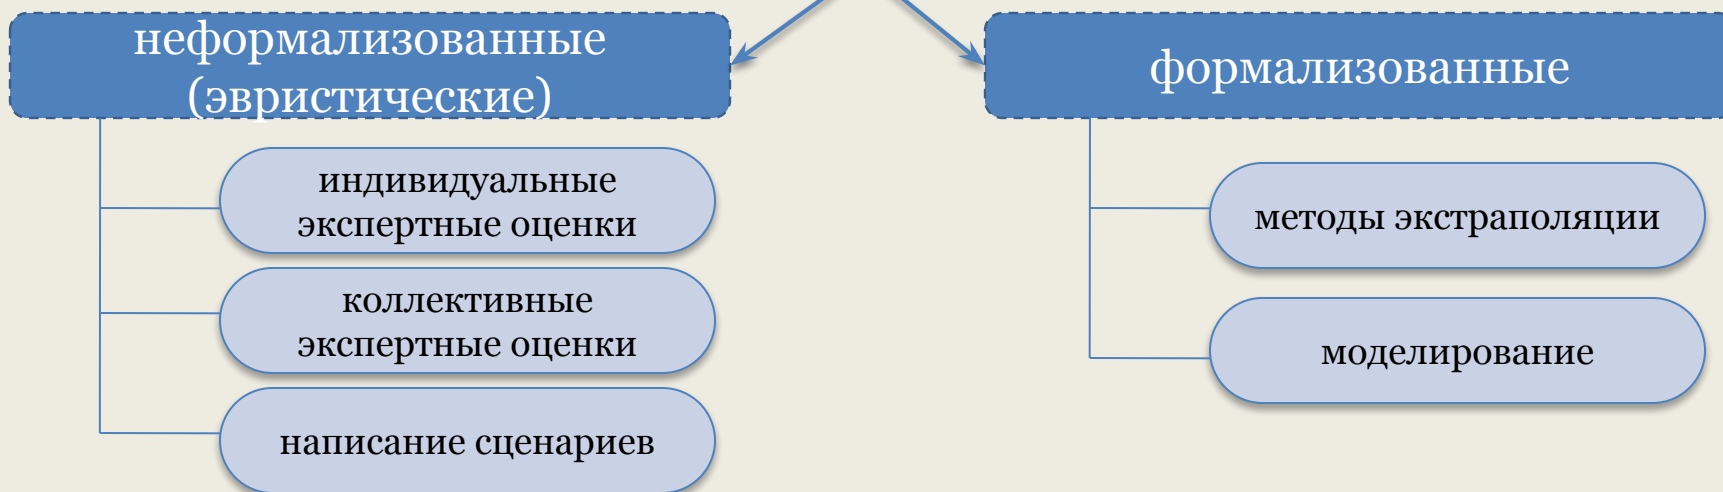 неформализованные
(эвристические)
индивидуальные
экспертные оценки
коллективные
экспертные оценки
написание сценариев
формализованные
методы экстраполяции
моделирование